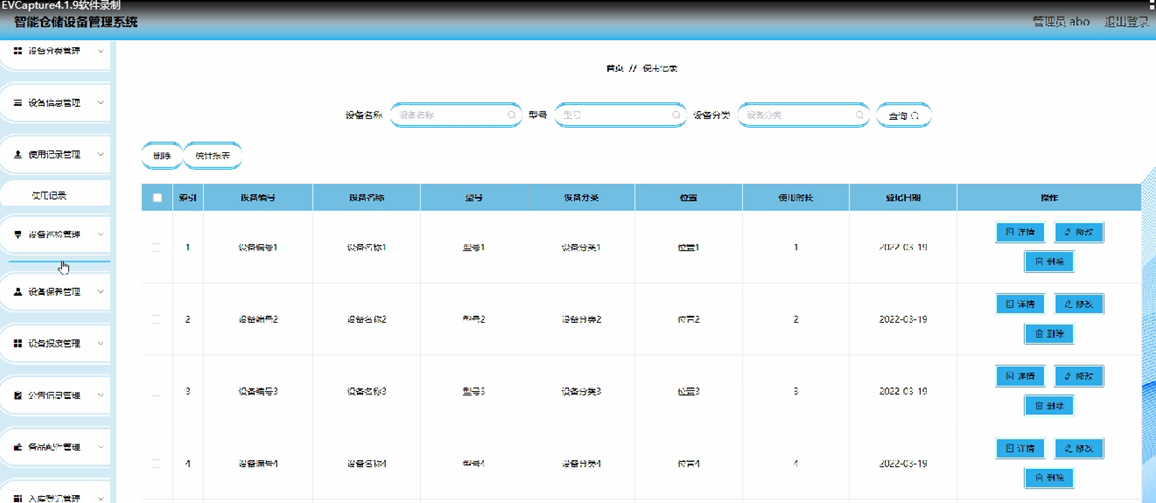 EVCapture4.1.9软件录制
智能仓储设备管理系统
管理员 abo 退出登录
设备分类管理
设备信息管理
使用记录管理
使用记录
设备巡检管理
设备保养管理
设备报废管理
公告信息管理
备品配件管理
入库登记管理
首页 // 使用记录
设备名称 设备名称 型号 型号 设备分类 设备分类 查询
删除 统计报表
索引 设备编号 设备名称 型号 设备分类 位置 使用时长 登记日期 操作
1 设备编号1 设备名称1 型号1 设备分类1 位置1 1 2022-03-19 详情 修改
删除
2 设备编号2 设备名称2 型号2 设备分类2 位置2 2 2022-03-19 详情 修改
删除
3 设备编号3 设备名称3 型号3 设备分类3 位置3 3 2022-03-19 详情 修改
删除
4 设备编号4 设备名称4 型号4 设备分类4 位置4 4 2022-03-19 详情 修改
删除